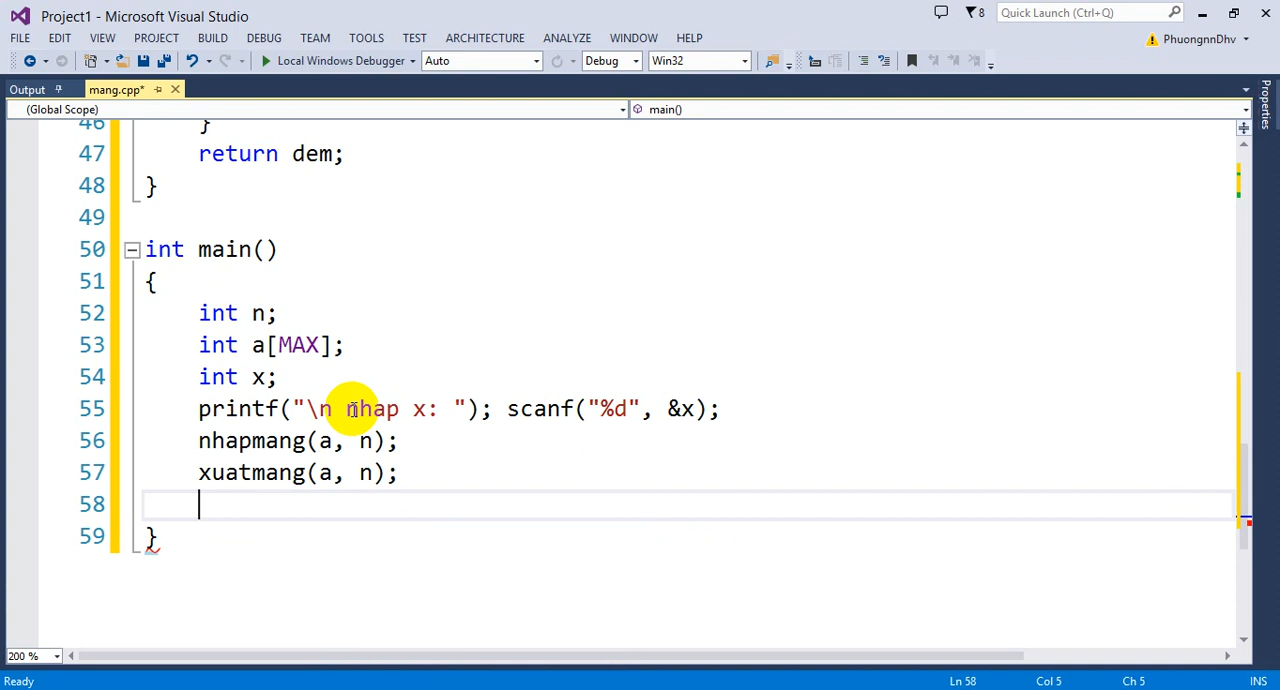 Project1 - Microsoft Visual Studio
8
Quick Launch (Ctrl+Q)
FILE EDIT VIEW PROJECT BUILD DEBUG TEAM TOOLS TEST ARCHITECTURE ANALYZE WINDOW HELP
PhuongnnDhv
Local Windows Debugger Auto Debug Win32
Output mang.cpp*
(Global Scope) main()
Properties
46 }
47 return dem;
48 }
49
50 int main()
51 {
52 int n;
53 int a[MAX];
54 int x;
55 printf("\n nhap x: "); scanf("%d", &x);
56 nhapmang(a, n);
57 xuatmang(a, n);
58
59 }
200 %
Ready Ln 58 Col 5 Ch 5 INS